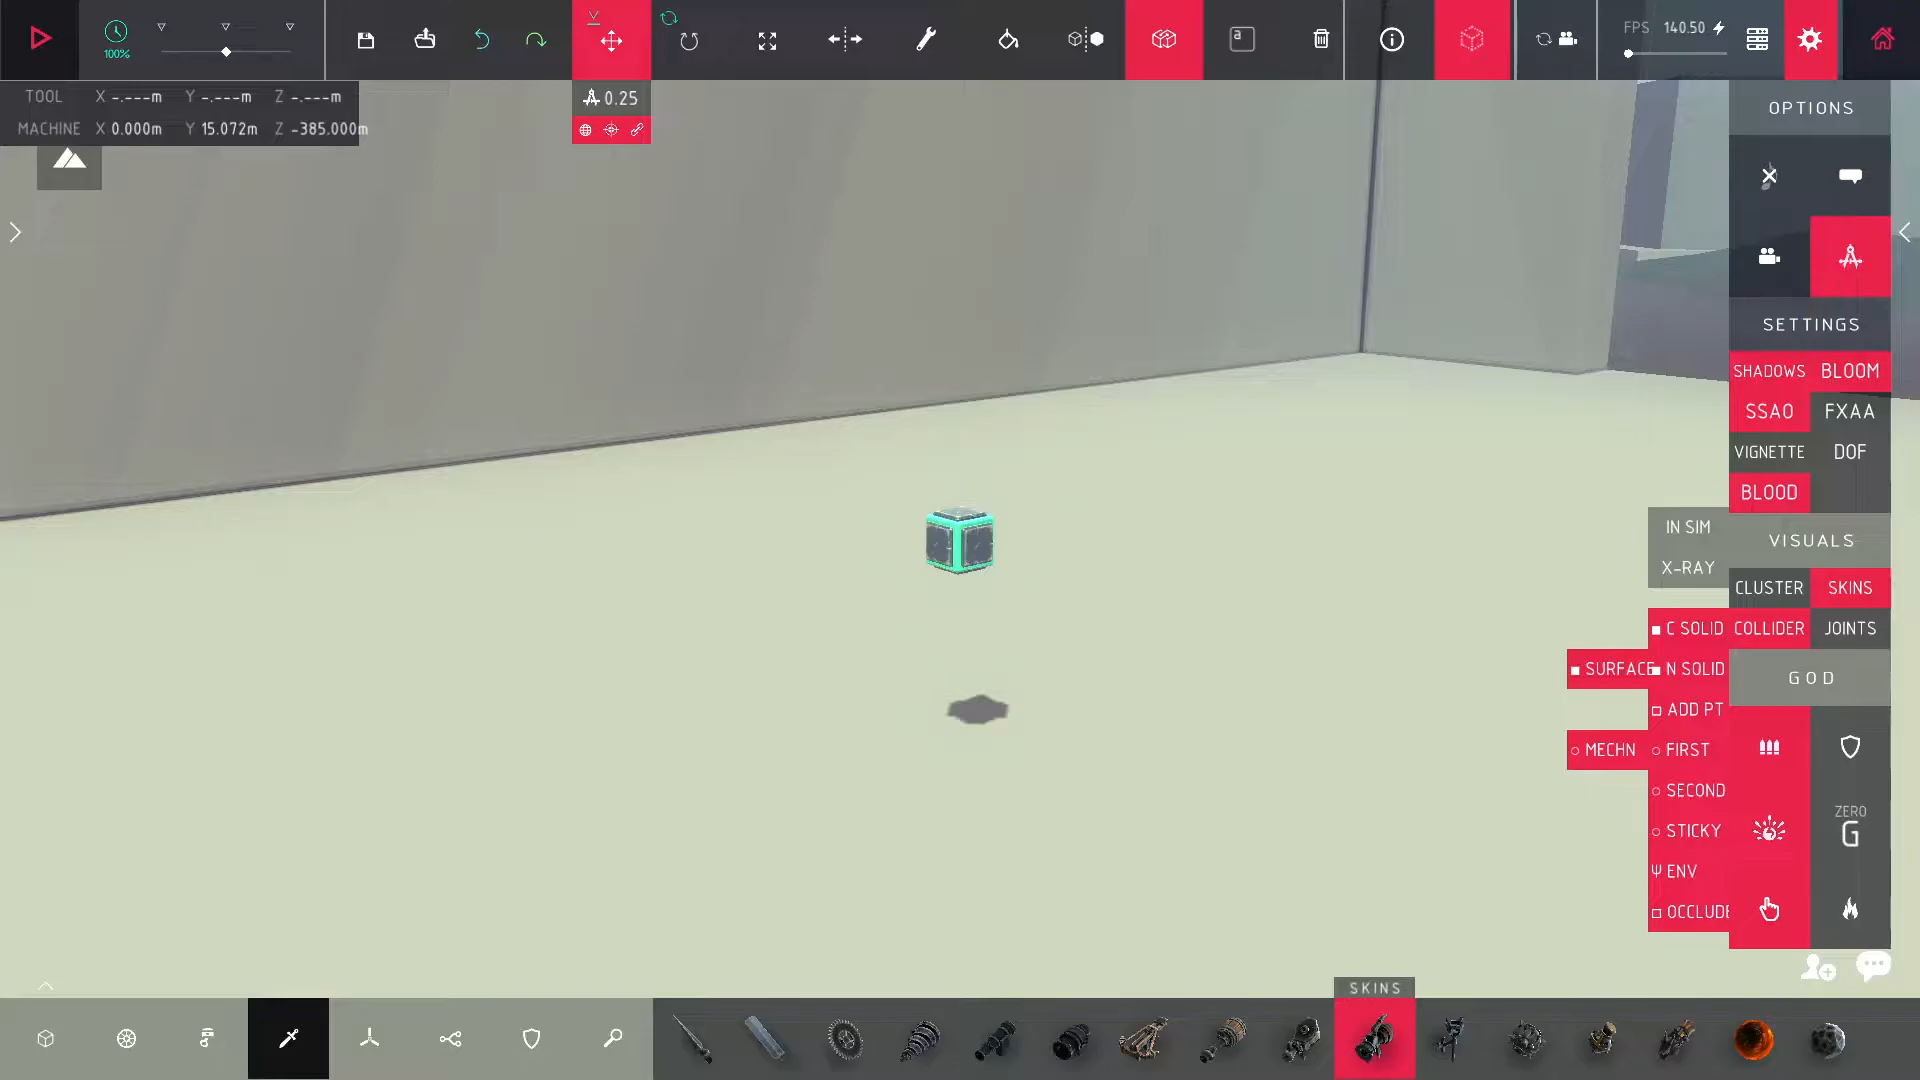 100%
FPS 140.50
TOOL X -.---m Y -.---m Z -.---m
MACHINE X 0.000m Y 15.072m Z -385.000m
0.25
a
OPTIONS
SETTINGS
SHADOWS BLOOM
SSAO FXAA
VIGNETTE DOF
BLOOD
IN SIM VISUALS
X-RAY
CLUSTER SKINS
C SOLID COLLIDER JOINTS
SURFACE N SOLID
GOD
ADD PT
MECHN FIRST
SECOND
ZERO
G
STICKY
ENV
OCCLUDE
SKINS